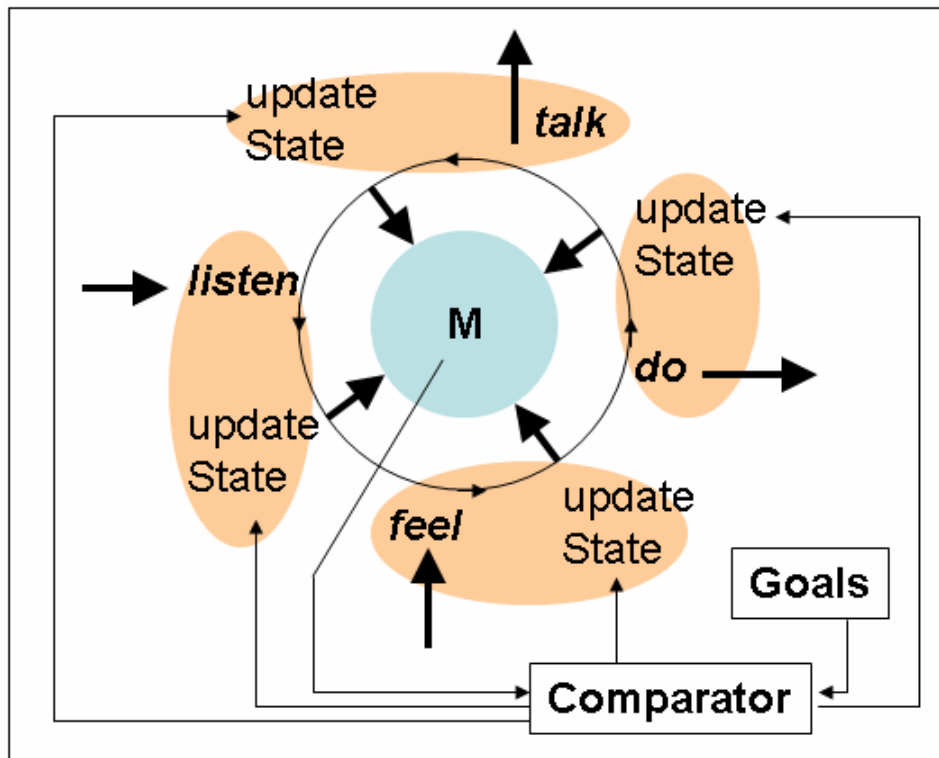 update
State
talk
update
State
listen
M
do
update
State
feel
update
State
Goals
Comparator